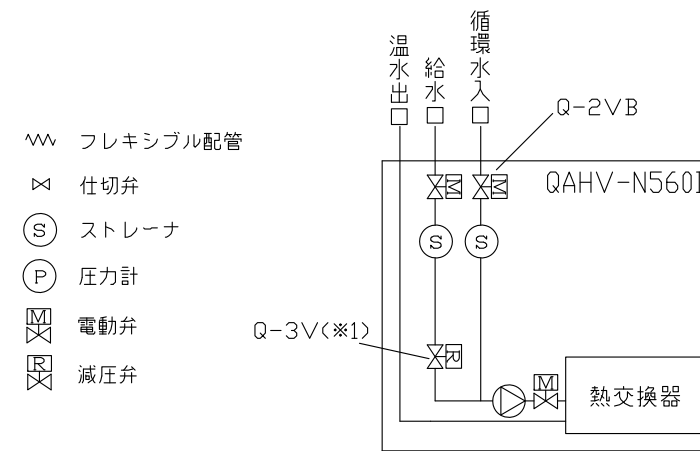 循環水入
温水出
給水
Q-2VB
フレキシブル配管
M
M
QAHV-N560
仕切弁
S
ストレーナ
S
S
P
圧力計
M
電動弁
Q-3V(※1)
R
R
減圧弁
M
熱交換器